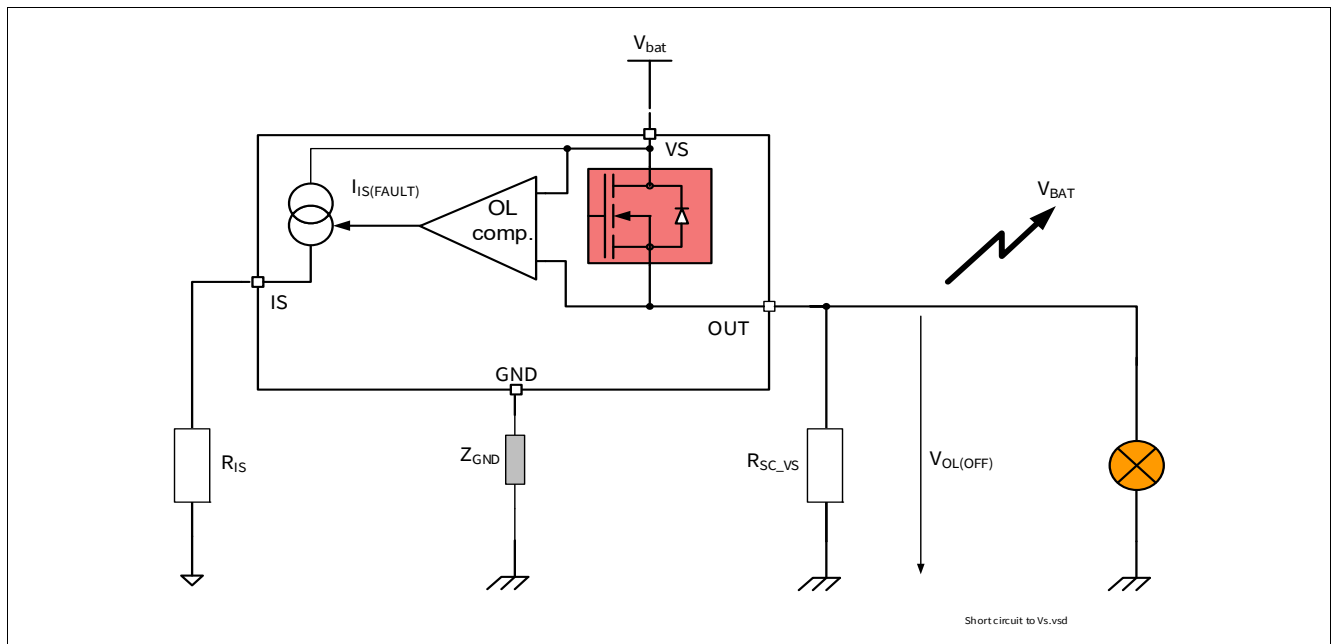 Vbat
VS
IIS(FAULT)
OL
comp.
VBAT
IS
OUT
GND
RIS
ZGND
RSC_VS
VOL(OFF)
Short circuit to Vs.vsd